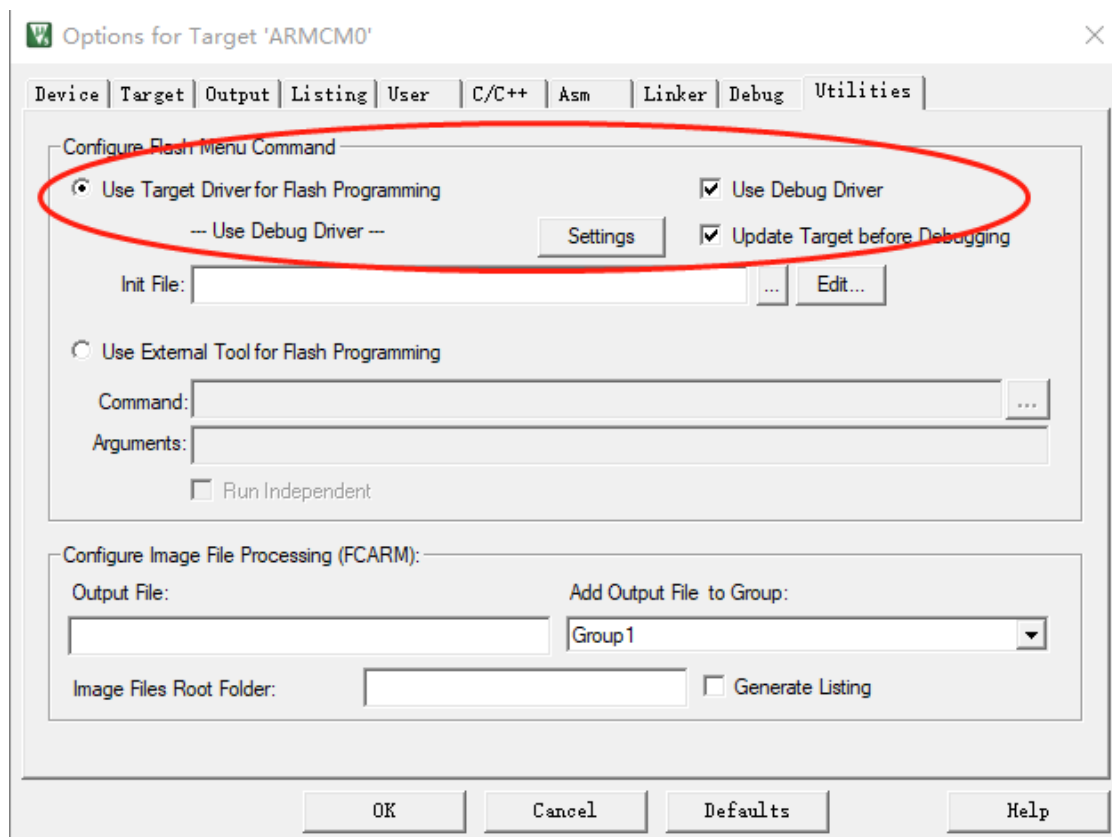 Options for Target 'ARMCM0'
Device Target Output Listing User C/C++ Asm Linker Debug Utilities
Configure Flash Menu Command
Use Target Driver for Flash Programming Use Debug Driver
--- Use Debug Driver --- Settings Update Target before Debugging
Init File: ... Edit...
Use External Tool for Flash Programming
Command: ...
Arguments:
Run Independent
Configure Image File Processing (FCARM):
Output File: Add Output File to Group:
Group1
Image Files Root Folder: Generate Listing
OK Cancel Defaults Help